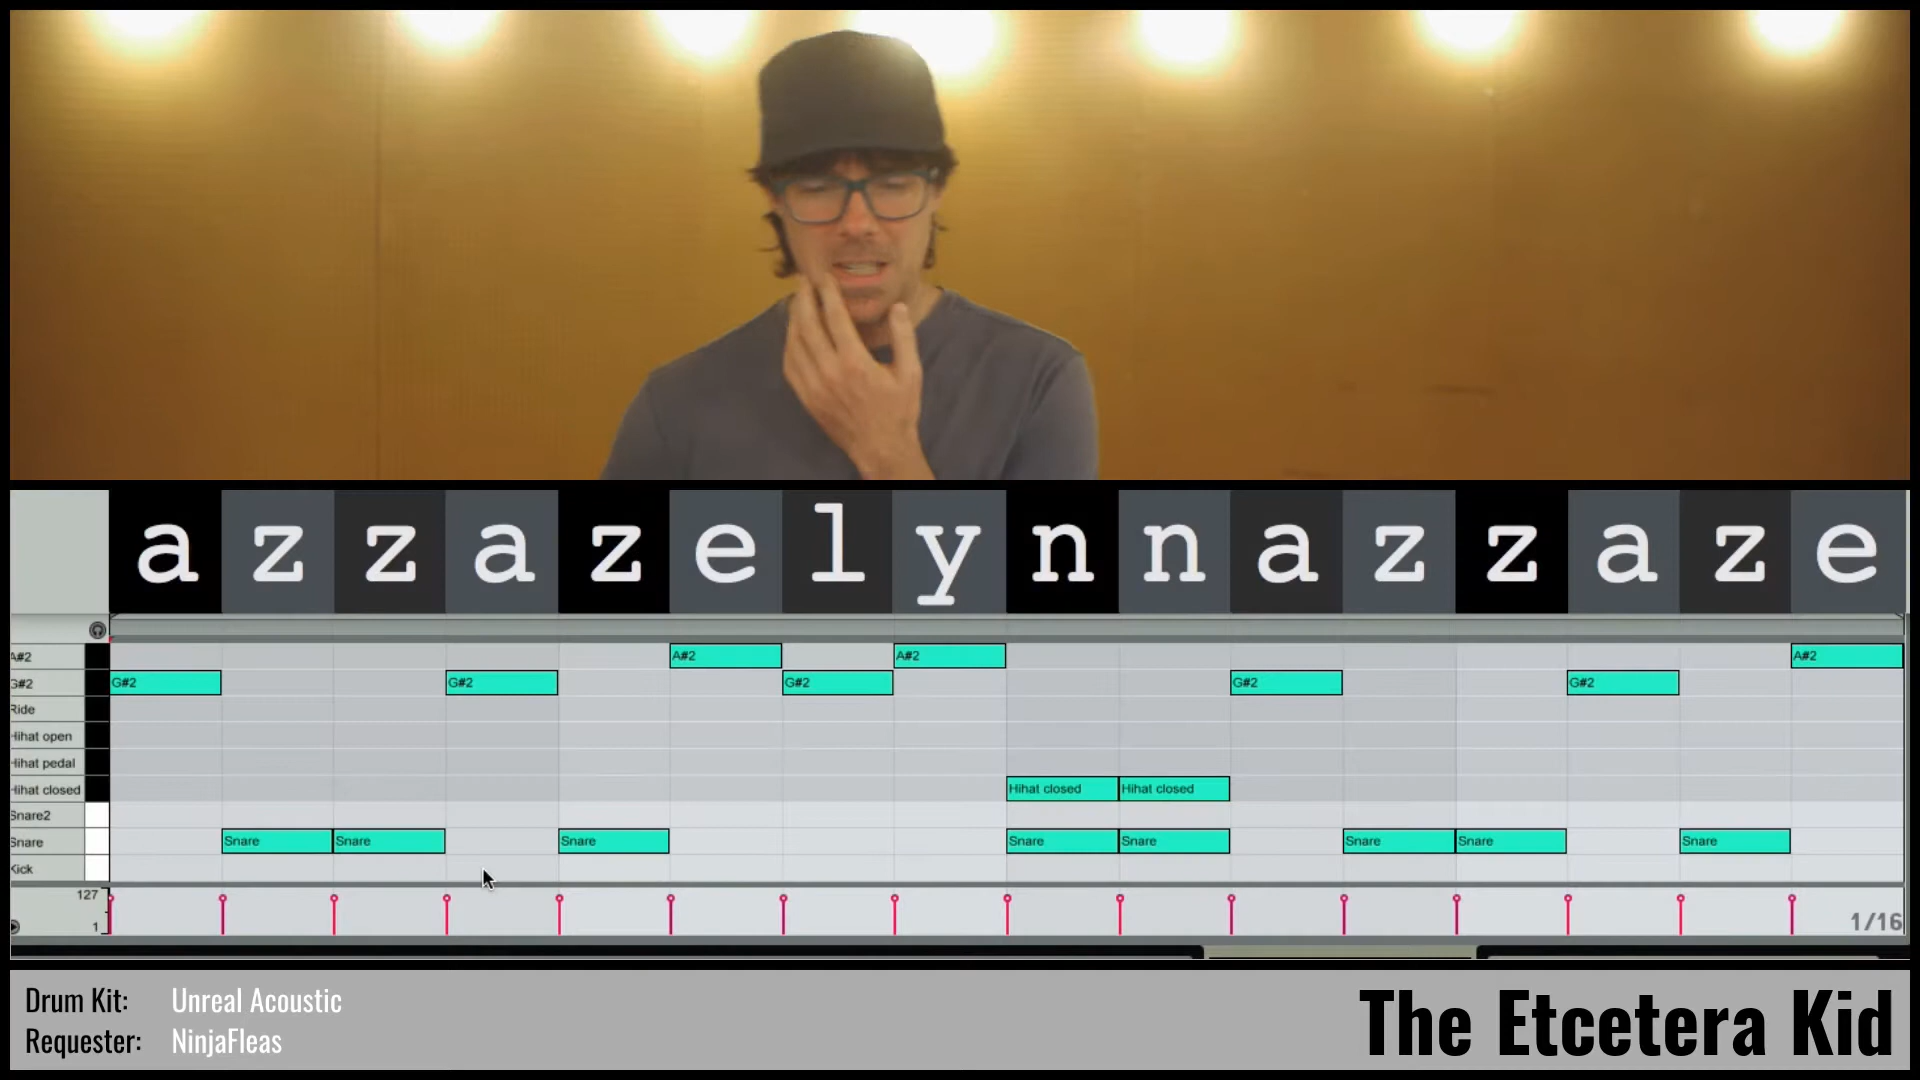 a z z a z e l y n n a z z a z e
A#2 A#2 A#2 A#2
G#2 G#2 G#2 G#2 G#2 G#2
Ride
Hihat open
Hihat pedal
Hihat closed Hihat closed Hihat closed
Snare2
Snare Snare Snare Snare Snare Snare Snare Snare Snare
Kick
127
1 1/16
Drum Kit: Unreal Acoustic
Requester: NinjaFleas
The Etcetera Kid